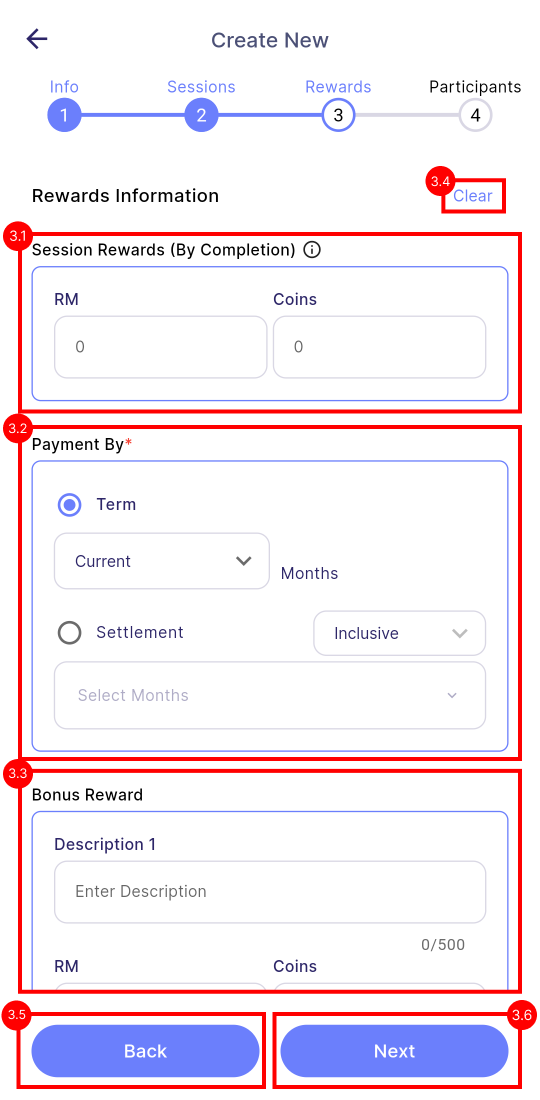 Create New
Info Sessions Rewards Participants
1 2 3 4
3.4
Rewards Information Clear
3.1
Session Rewards (By Completion)
RM Coins
0 0
3.2
Payment By*
Term
Current Months
Settlement Inclusive
Select Months
3.3
Bonus Reward
Description 1
Enter Description
0/500
RM Coins
3.5 3.6
Back Next